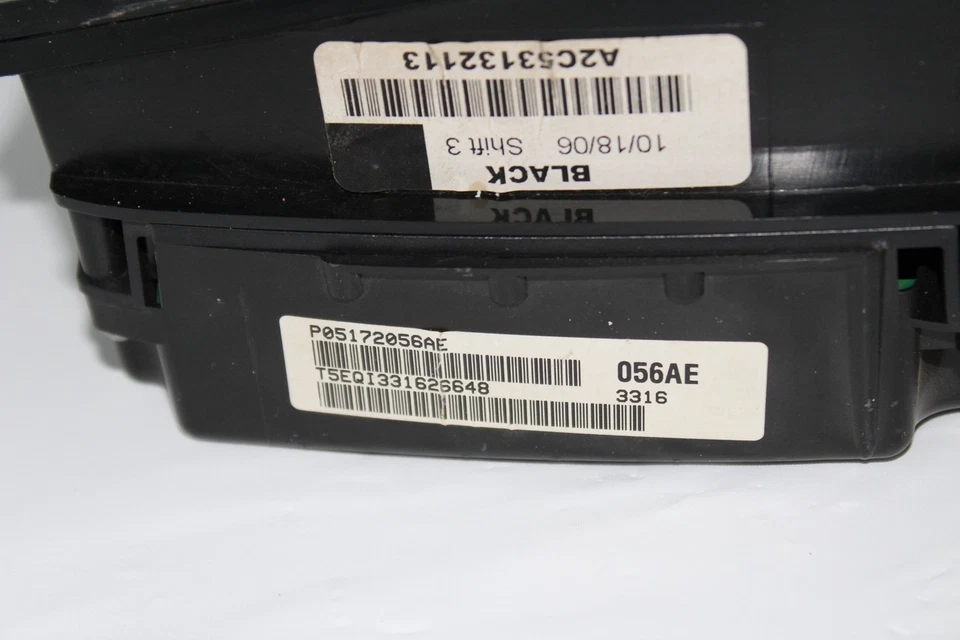 A2C53132113
10/18/06 Shift 3
BLACK
P05172056AE
T5EQI331626648
056AE
3316